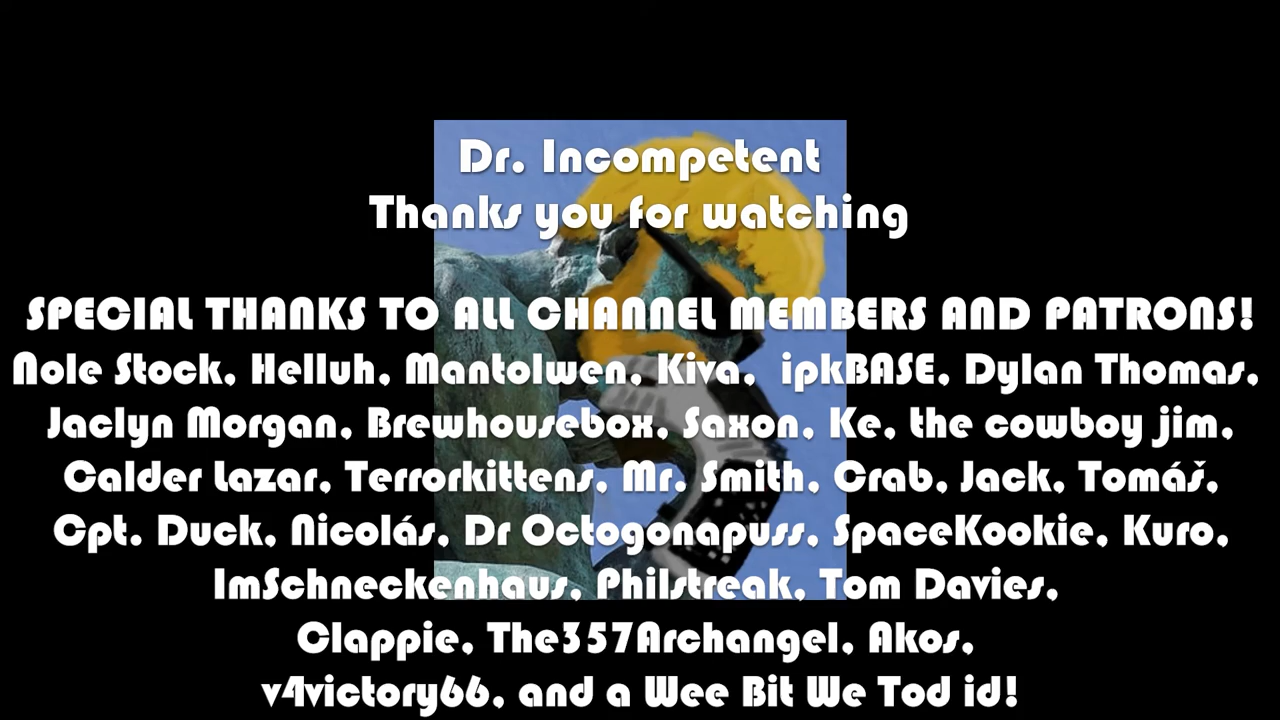 Dr. Incompetent
Thanks you for watching
SPECIAL THANKS TO ALL CHANNEL MEMBERS AND PATRONS!
Nole Stock, Helluh, Mantolwen, Kiva,  ipkBASE, Dylan Thomas,
Jaclyn Morgan, Brewhousebox, Saxon, Ke, the cowboy jim,
Calder Lazar, Terrorkittens, Mr. Smith, Crab, Jack, Tomáš,
Cpt. Duck, Nicolás, Dr Octogonapuss, SpaceKookie, Kuro,
ImSchneckenhaus, Philstreak, Tom Davies,
Clappie, The357Archangel, Akos,
v4victory66, and a Wee Bit We Tod id!